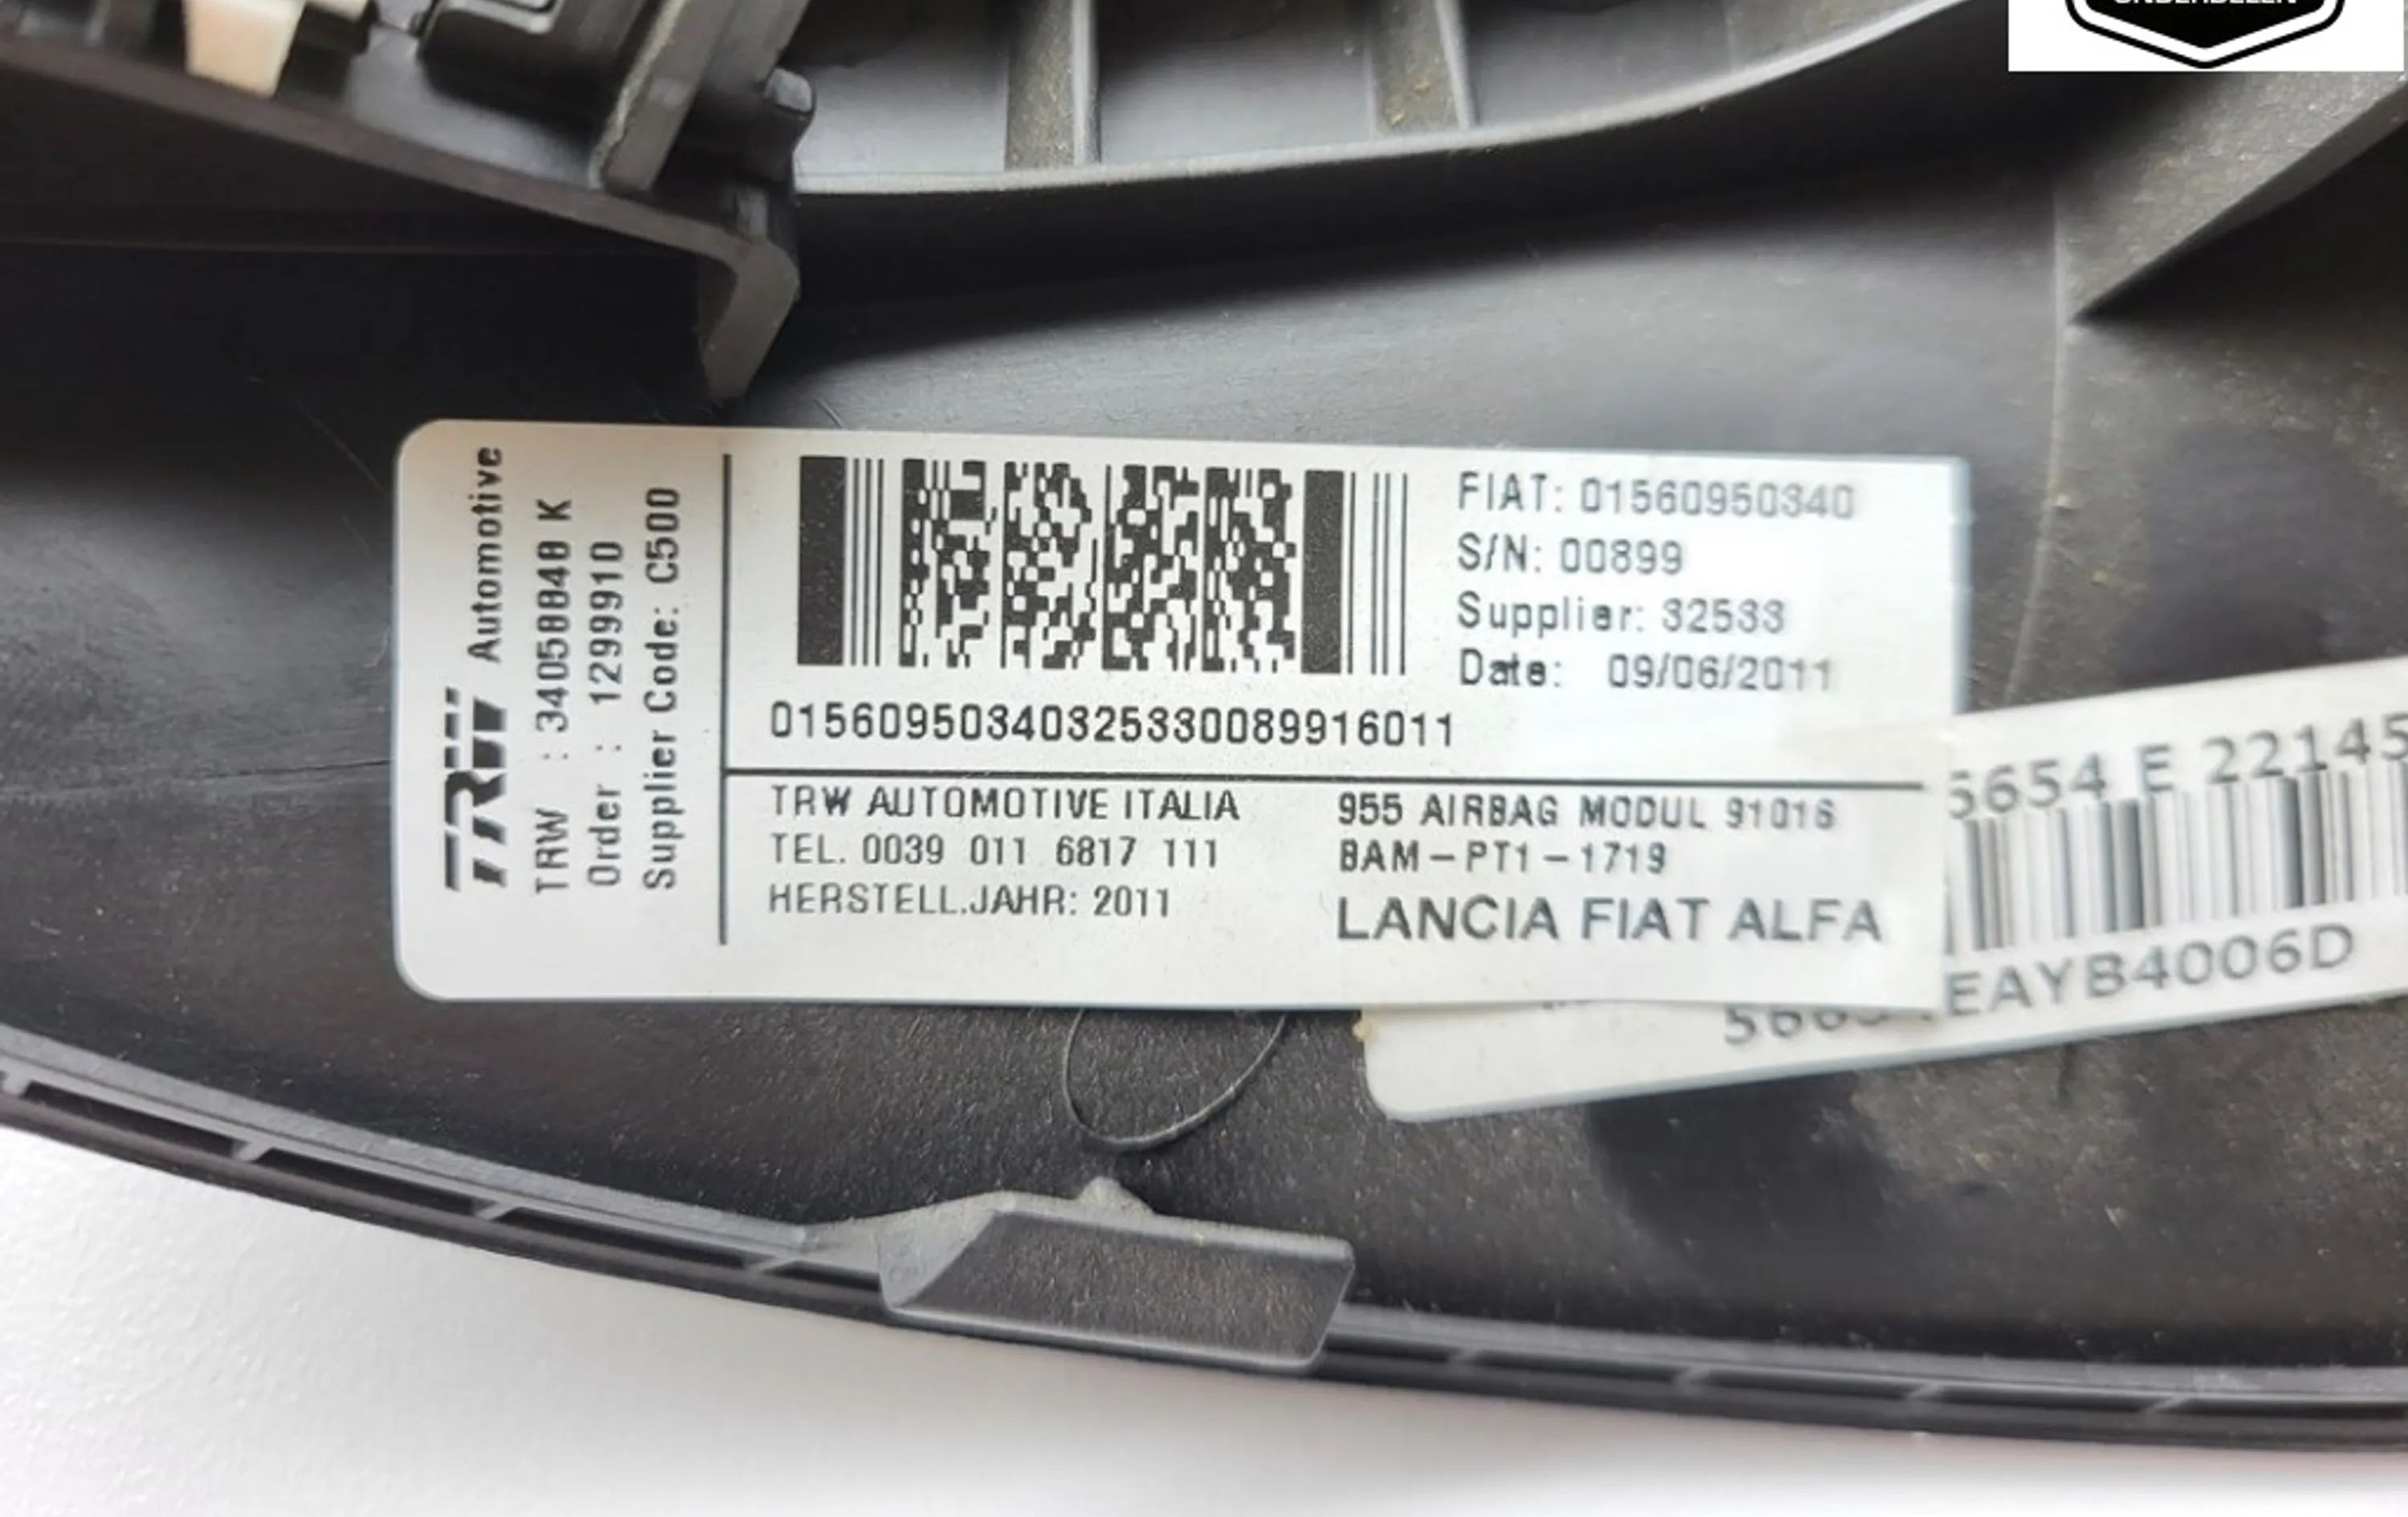 ONDERDELEN
TRW Automotive
TRW : 34058848 K
Order : 12999910
Supplier Code: C500
FIAT: 01560950340
S/N: 00899
Supplier: 32533
Date: 09/06/2011
01560950340325330089916011
TRW AUTOMOTIVE ITALIA
TEL. 0039 011 6817 111
HERSTELL.JAHR: 2011
955 AIRBAG MODUL 91016
BAM-PT1-1719
LANCIA FIAT ALFA
5654 E 22145
EAYB4006D